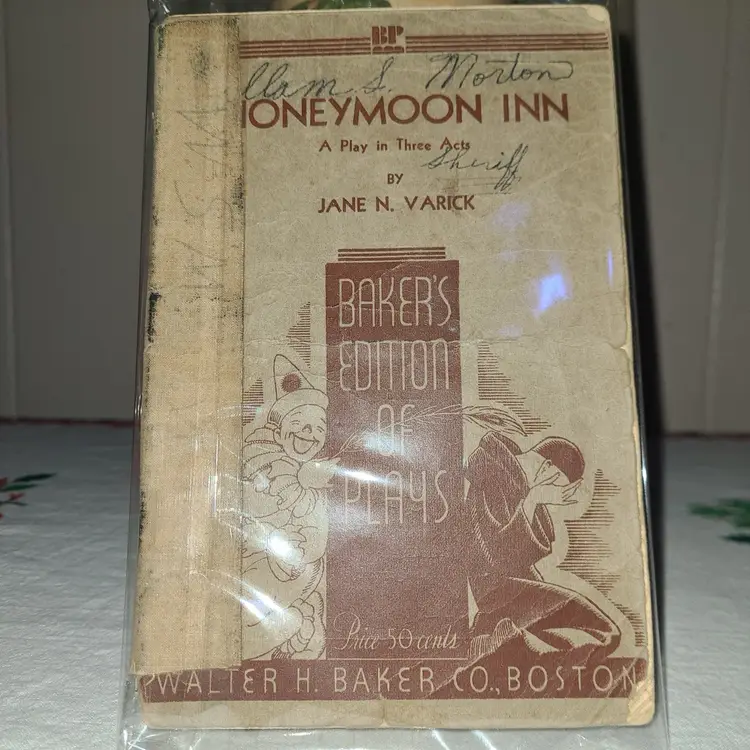 BP
llam S. Morton
ONEYMOON INN
A Play in Three Acts
Sheriff
BY
JANE N. VARICK
BAKER'S
EDITION
OF
PLAYS
Price 50 cents
WALTER H. BAKER CO., BOSTON